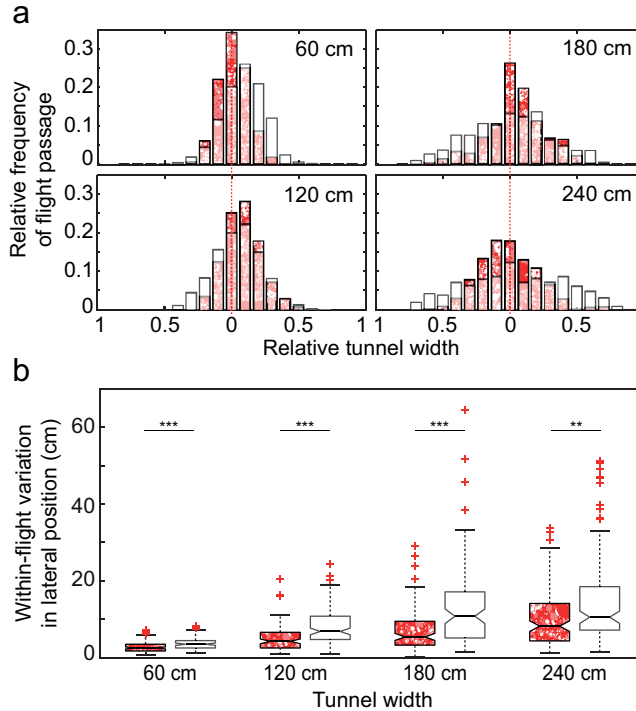 a
0.3
0.2
0.1
0
60 cm
180 cm
0.3
0.2
0.1
0
120 cm
240 cm
Relative frequency
of flight passage
1 0.5 0 0.5 1 0.5 0 0.5
Relative tunnel width
b
60
40
20
10
0
*** *** *** **
Within-flight variation
in lateral position (cm)
60 cm 120 cm 180 cm 240 cm
Tunnel width